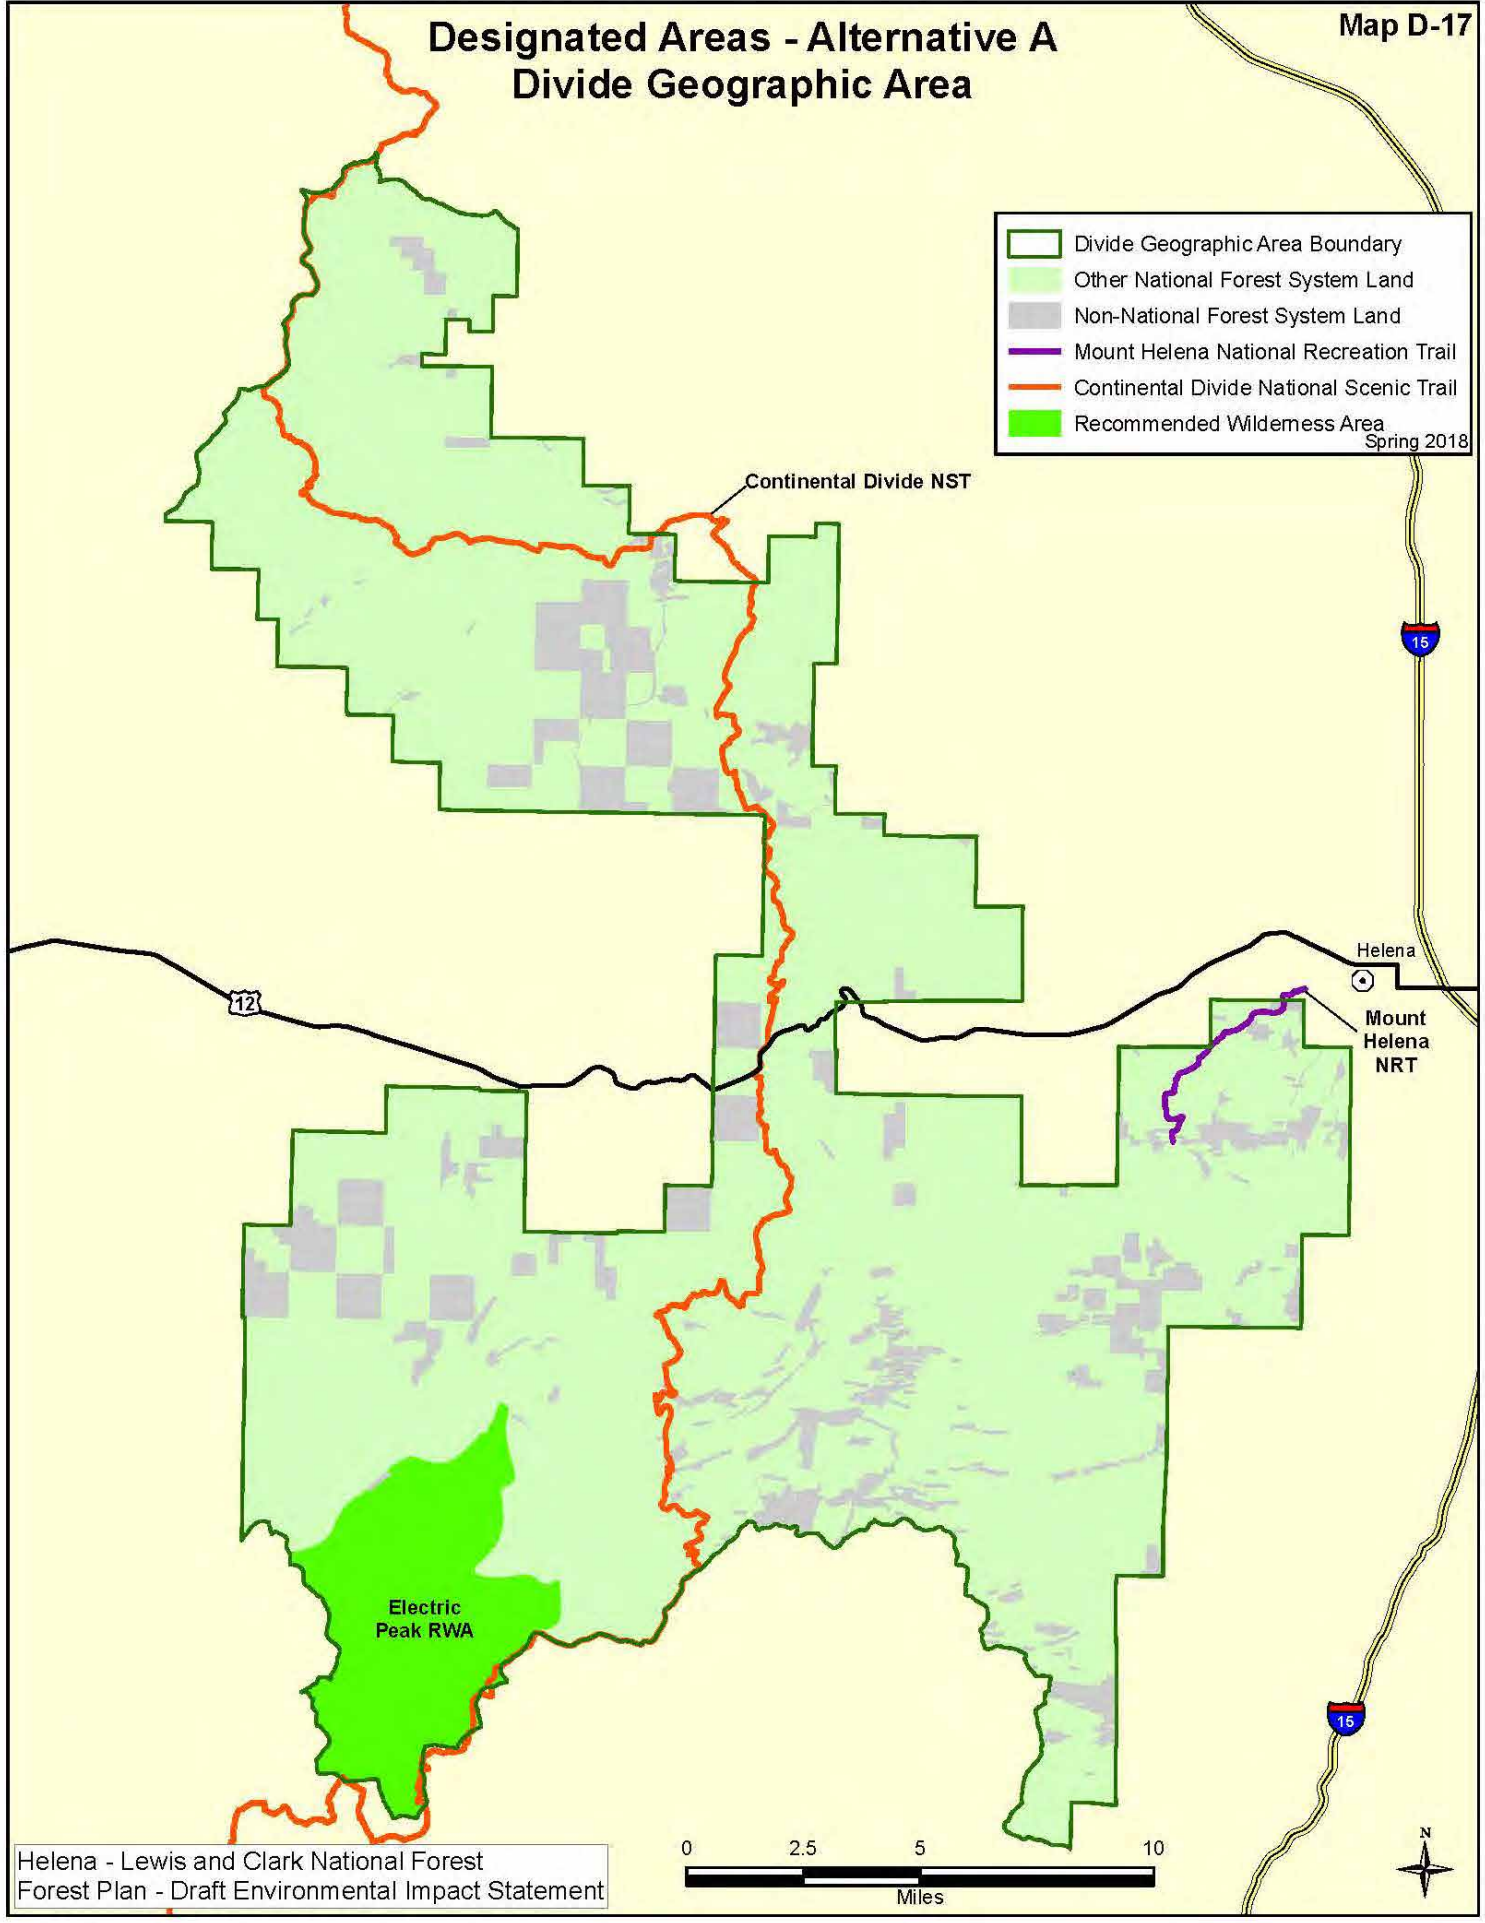 Designated Areas - Alternative A
Divide Geographic Area
Map D-17
Divide Geographic Area Boundary
Other National Forest System Land
Non-National Forest System Land
Mount Helena National Recreation Trail
Continental Divide National Scenic Trail
Recommended Wilderness Area
Spring 2018
Continental Divide NST
15
Helena
12
Mount
Helena
NRT
Electric
Peak RWA
15
0 2.5 5 10
Miles
N
Helena - Lewis and Clark National Forest
Forest Plan - Draft Environmental Impact Statement